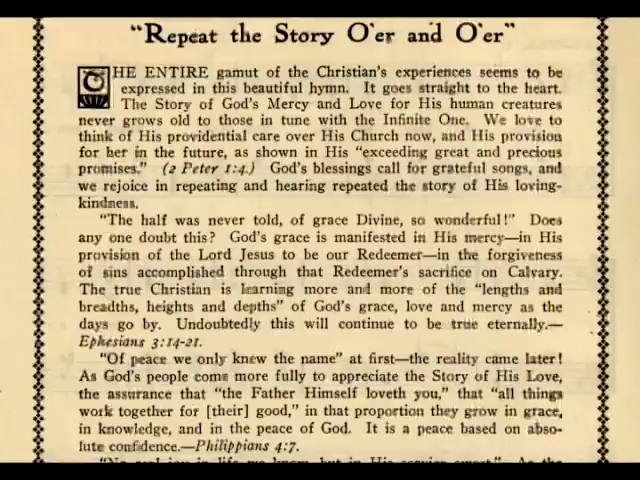 "Repeat the Story O'er and O'er"
THE ENTIRE gamut of the Christian's experiences seems to be
expressed in this beautiful hymn. It goes straight to the heart.
The Story of God's Mercy and Love for His human creatures
never grows old to those in tune with the Infinite One. We love to
think of His providential care over His Church now, and His provision
for her in the future, as shown in His "exceeding great and precious
promises." (2 Peter 1:4.) God's blessings call for grateful songs, and
we rejoice in repeating and hearing repeated the story of His loving-
kindness.
"The half was never told, of grace Divine, so wonderful!" Does
any one doubt this? God's grace is manifested in His mercy—in His
provision of the Lord Jesus to be our Redeemer—in the forgiveness
of sins accomplished through that Redeemer's sacrifice on Calvary.
The true Christian is learning more and more of the "lengths and
breadths, heights and depths" of God's grace, love and mercy as the
days go by. Undoubtedly this will continue to be true eternally.—
Ephesians 3:14-21.
"Of peace we only knew the name" at first—the reality came later!
As God's people come more fully to appreciate the Story of His Love,
the assurance that "the Father Himself loveth you," that "all things
work together for [their] good," in that proportion they grow in grace,
in knowledge, and in the peace of God. It is a peace based on abso-
lute confidence.—Philippians 4:7.